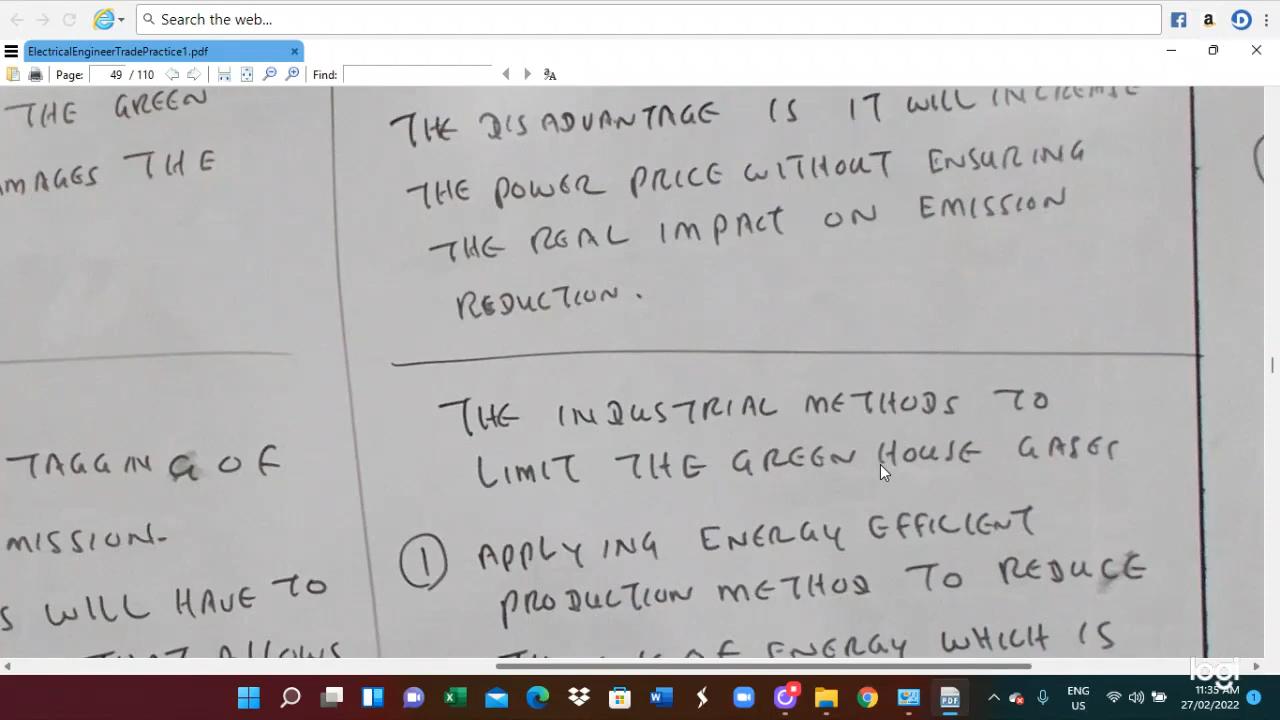 Search the web...
ElectricalEngineerTradePractice1.pdf
Page: 49 / 110
Find:
THE GREEN
MAGES THE
TAGGING OF
MISSION.
S WILL HAVE TO
THAT ALLOWS
THE DISADVANTAGE IS IT WILL INCREASE
THE POWER PRICE WITHOUT ENSURING
THE REAL IMPACT ON EMISSION
REDUCTION.
THE INDUSTRIAL METHODS TO
LIMIT THE GREEN HOUSE GASES
1 APPLYING ENERGY EFFICIENT
PRODUCTION METHOD TO REDUCE
OF ENERGY WHICH IS
ENG
US
11:35 AM
27/02/2022